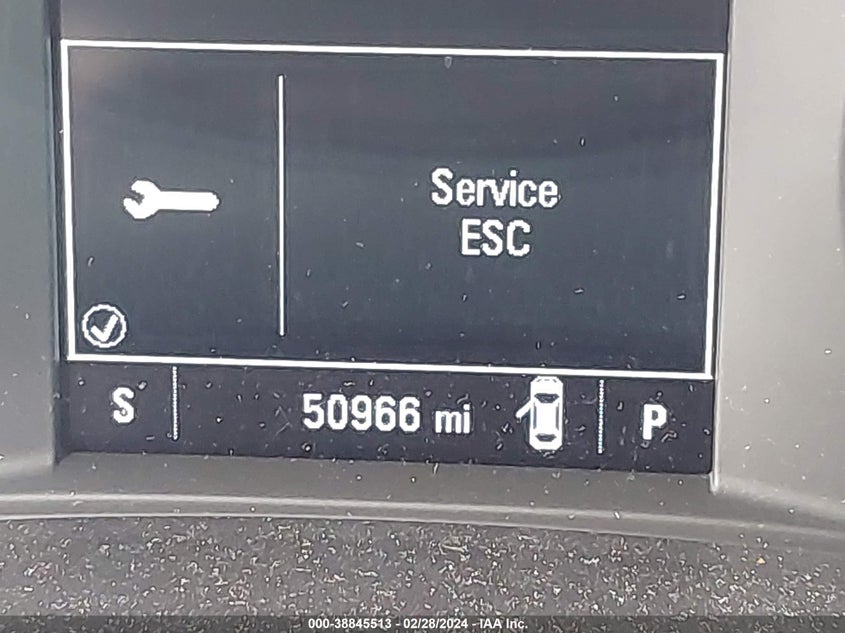 Service
ESC
S 50966 mi P
000-38845513 - 02/28/2024 - IAA Inc.